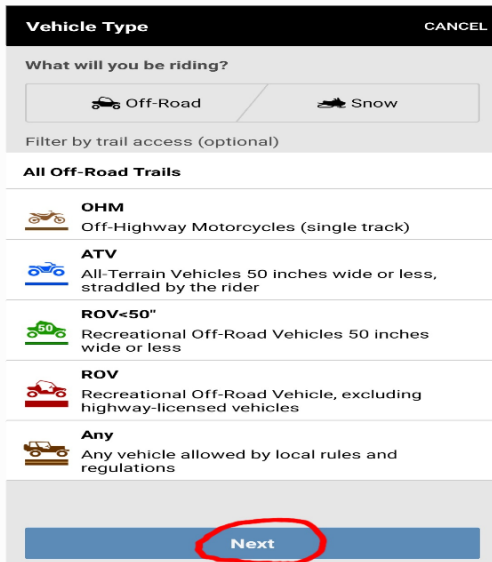 Vehicle Type
CANCEL
What will you be riding?
Off-Road
Snow
Filter by trail access (optional)
All Off-Road Trails
OHM
Off-Highway Motorcycles (single track)
ATV
All-Terrain Vehicles 50 inches wide or less,
straddled by the rider
ROV<50"
50
Recreational Off-Road Vehicles 50 inches
wide or less
ROV
Recreational Off-Road Vehicle, excluding
highway-licensed vehicles
Any
Any vehicle allowed by local rules and
regulations
Next